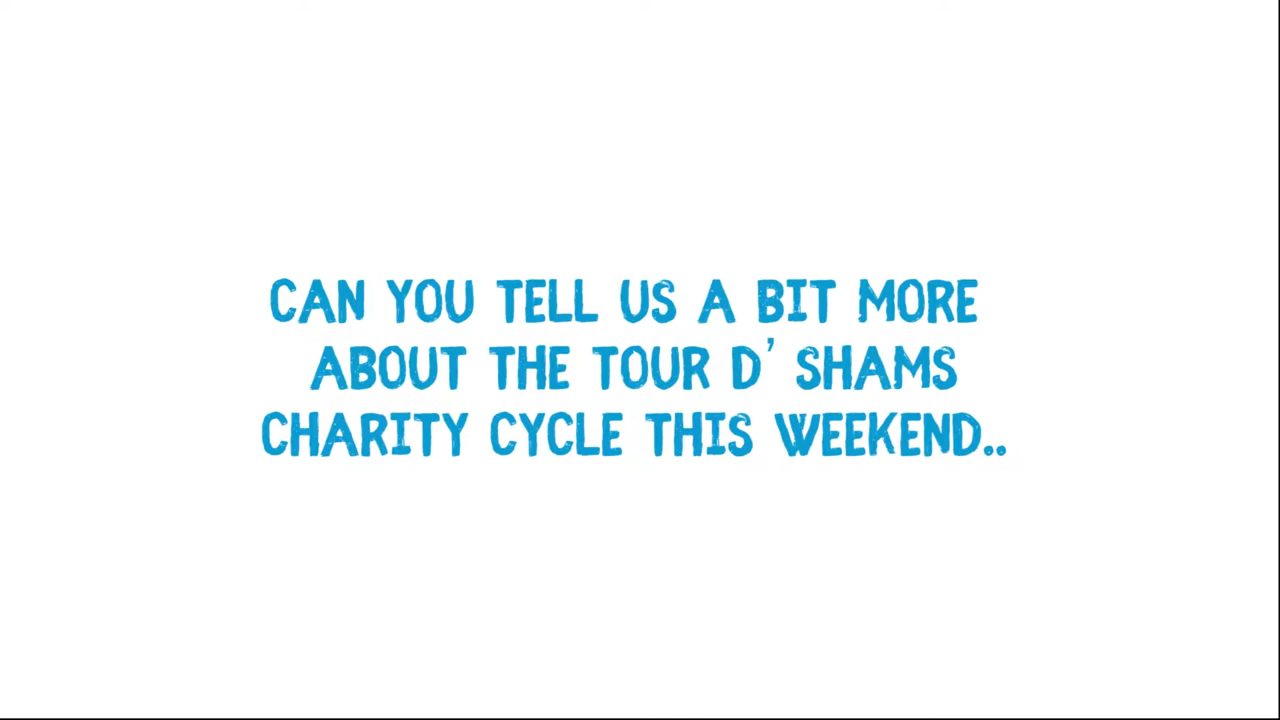 CAN YOU TELL US A BIT MORE
ABOUT THE TOUR D' SHAMS
CHARITY CYCLE THIS WEEKEND..